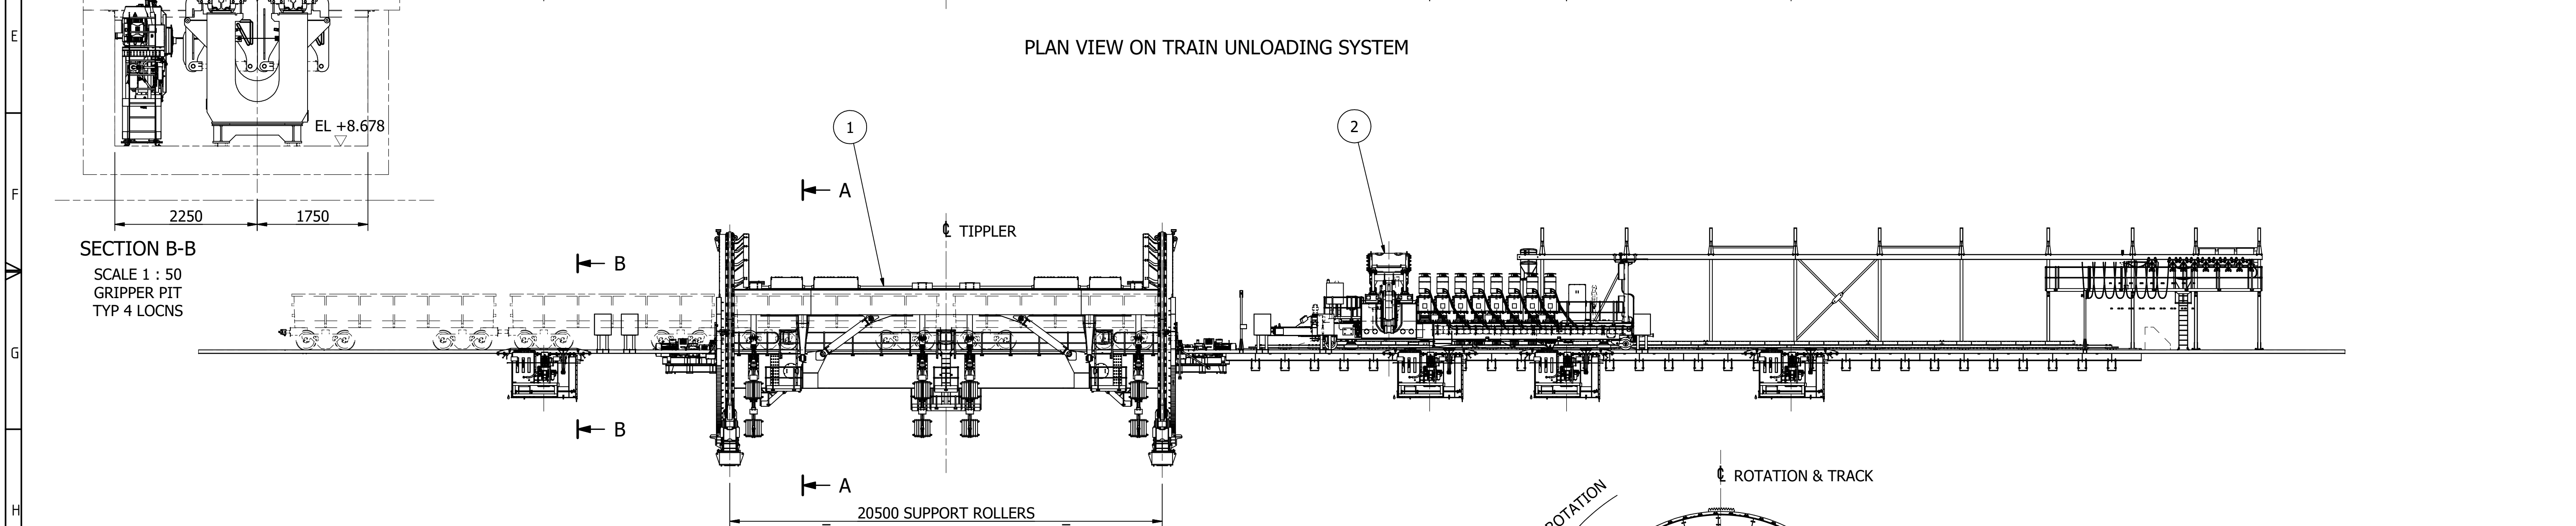 E
PLAN VIEW ON TRAIN UNLOADING SYSTEM
EL +8.678
1
2
F
A
2250
1750
℄ TIPPLER
SECTION B-B
SCALE 1 : 50
GRIPPER PIT
TYP 4 LOCNS
B
G
B
℄ ROTATION & TRACK
A
ROTATION
H
20500 SUPPORT ROLLERS